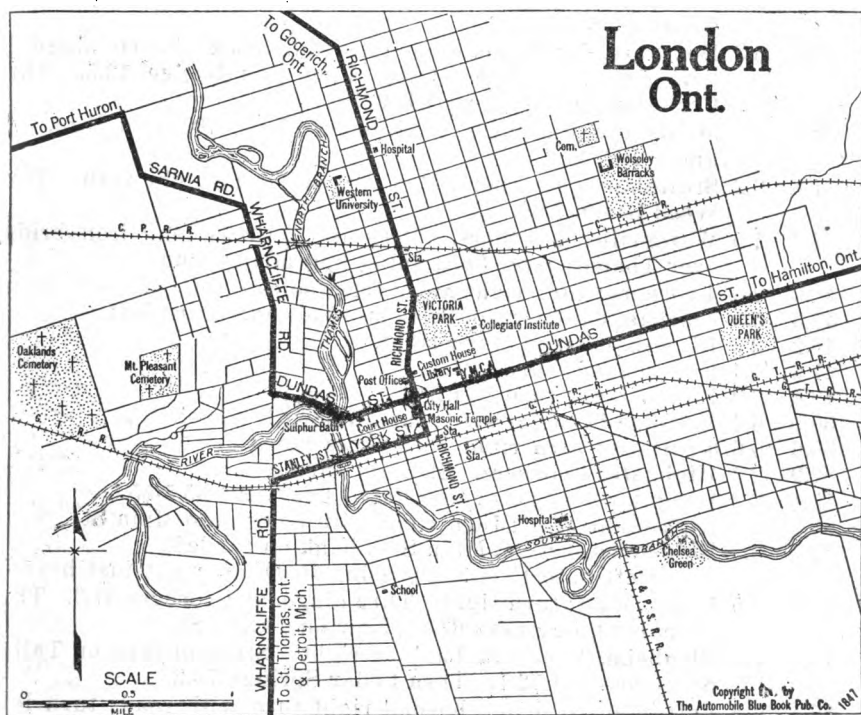 London
Ont.
To Goderich,
Ont.
RICHMOND
ST.
To Port Huron
SARNIA RD.
Hospital
Com.
Wolsoley
Barracks
NORTH BRANCH
Western
University
C. P. R. R.
C. P. R. R.
WHARNCLIFFE
RD.
Sta.
To Hamilton, Ont.
THAMES
RICHMOND ST.
VICTORIA
PARK
Collegiate Institute
DUNDAS
ST.
QUEEN'S
PARK
Oaklands
Cemetery
Mt. Pleasant
Cemetery
Custom House
Library
Y.M.C.A.
Post Office
DUNDAS
ST.
G. T. R. R.
G. T. R. R.
G. T. R. R.
City Hall
Masonic Temple
Court House
Sulphur Bath
YORK ST.
Sta.
Sta.
STANLEY ST.
RIVER
RICHMOND ST.
WHARNCLIFFE
RD.
Hospital
SOUTH
BRANCH
Chelsea
Green
School
L. & P. S. R. R.
To St. Thomas, Ont.
& Detroit, Mich.
SCALE
0
0.5
1
MILE
Copyright by
The Automobile Blue Book Pub. Co.
1847